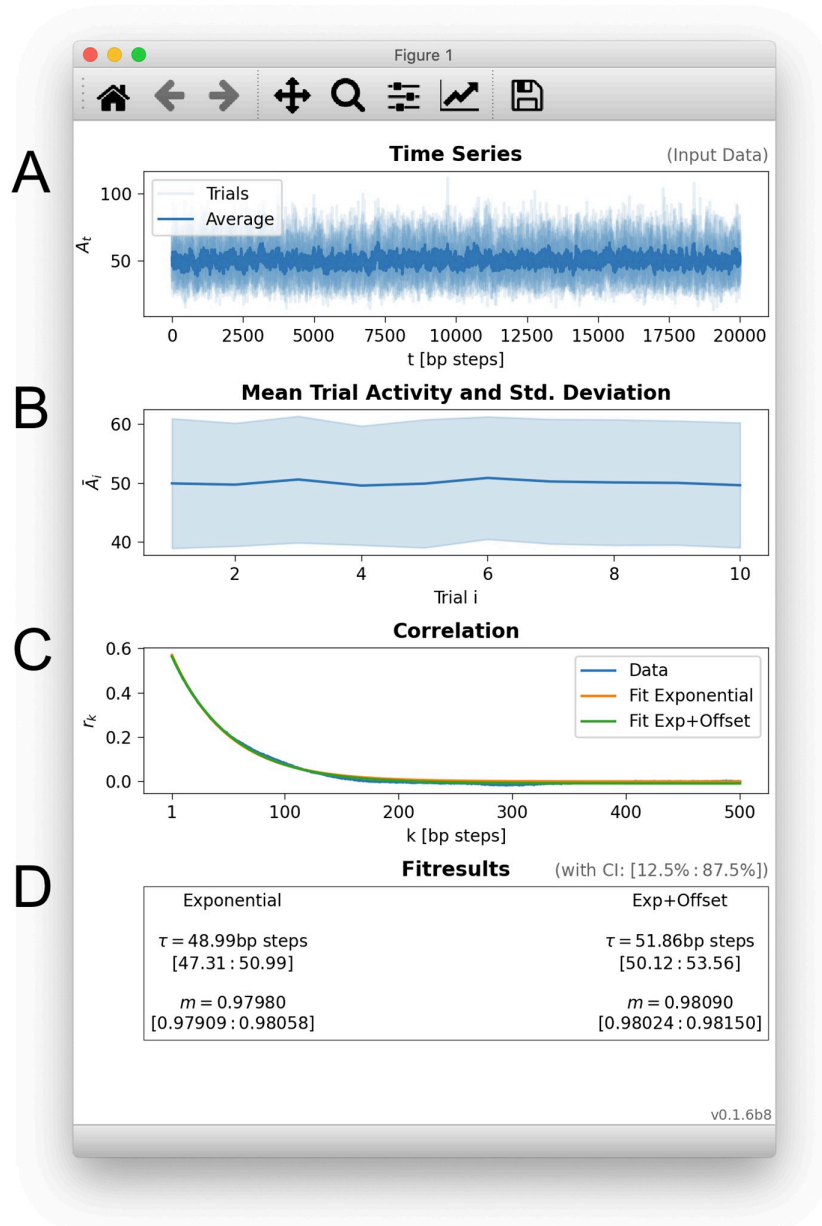 Figure 1
A
Time Series (Input Data)
Trials
Average
A_t
100
50
0 2500 5000 7500 10000 12500 15000 17500 20000
t [bp steps]
B
Mean Trial Activity and Std. Deviation
Ā_i
60
50
40
2 4 6 8 10
Trial i
C
Correlation
Data
Fit Exponential
Fit Exp+Offset
r_k
0.6
0.4
0.2
0.0
1 100 200 300 400 500
k [bp steps]
D
Fitresults (with CI: [12.5% : 87.5%])
Exponential Exp+Offset
τ = 48.99bp steps τ = 51.86bp steps
[47.31 : 50.99] [50.12 : 53.56]
m = 0.97980 m = 0.98090
[0.97909 : 0.98058] [0.98024 : 0.98150]
v0.1.6b8